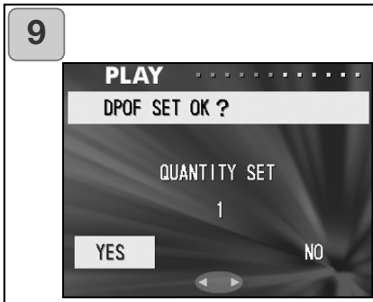 9
PLAY
DPOF SET OK?
QUANTITY SET
1
YES NO